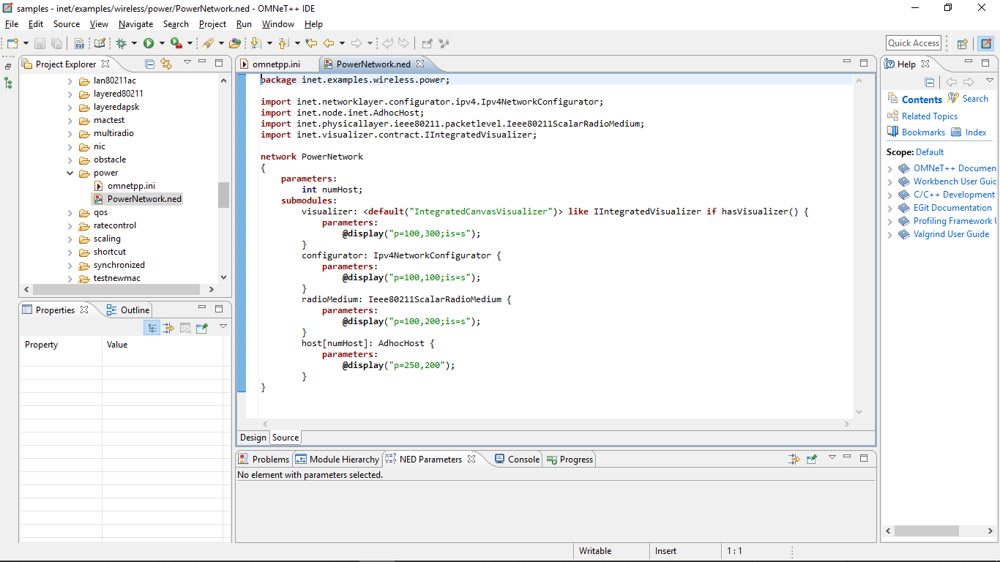 samples - inet/examples/wireless/power/PowerNetwork.ned - OMNeT++ IDE
File Edit Source View Navigate Search Project Run Window Help
Quick Access
Project Explorer
lan80211ac
layered80211
layeredapsk
mactest
multiradio
nic
obstacle
power
omnetpp.ini
PowerNetwork.ned
qos
ratecontrol
scaling
shortcut
synchronized
testnewmac
Properties Outline
Property Value
omnetpp.ini PowerNetwork.ned
package inet.examples.wireless.power;
import inet.networklayer.configurator.ipv4.Ipv4NetworkConfigurator;
import inet.node.inet.AdhocHost;
import inet.physicallayer.ieee80211.packetlevel.Ieee80211ScalarRadioMedium;
import inet.visualizer.contract.IIntegratedVisualizer;
network PowerNetwork
{
parameters:
int numHost;
submodules:
visualizer: <default("IntegratedCanvasVisualizer")> like IIntegratedVisualizer if hasVisualizer() {
parameters:
@display("p=100,300;is=s");
}
configurator: Ipv4NetworkConfigurator {
parameters:
@display("p=100,100;is=s");
}
radioMedium: Ieee80211ScalarRadioMedium {
parameters:
@display("p=100,200;is=s");
}
host[numHost]: AdhocHost {
parameters:
@display("p=250,200");
}
}
Design Source
Problems Module Hierarchy NED Parameters Console Progress
No element with parameters selected.
Help
Contents Search
Related Topics
Bookmarks Index
Scope: Default
OMNeT++ Documen
Workbench User Guid
C/C++ Development
EGit Documentation
Profiling Framework
Valgrind User Guide
Writable Insert 1 : 1